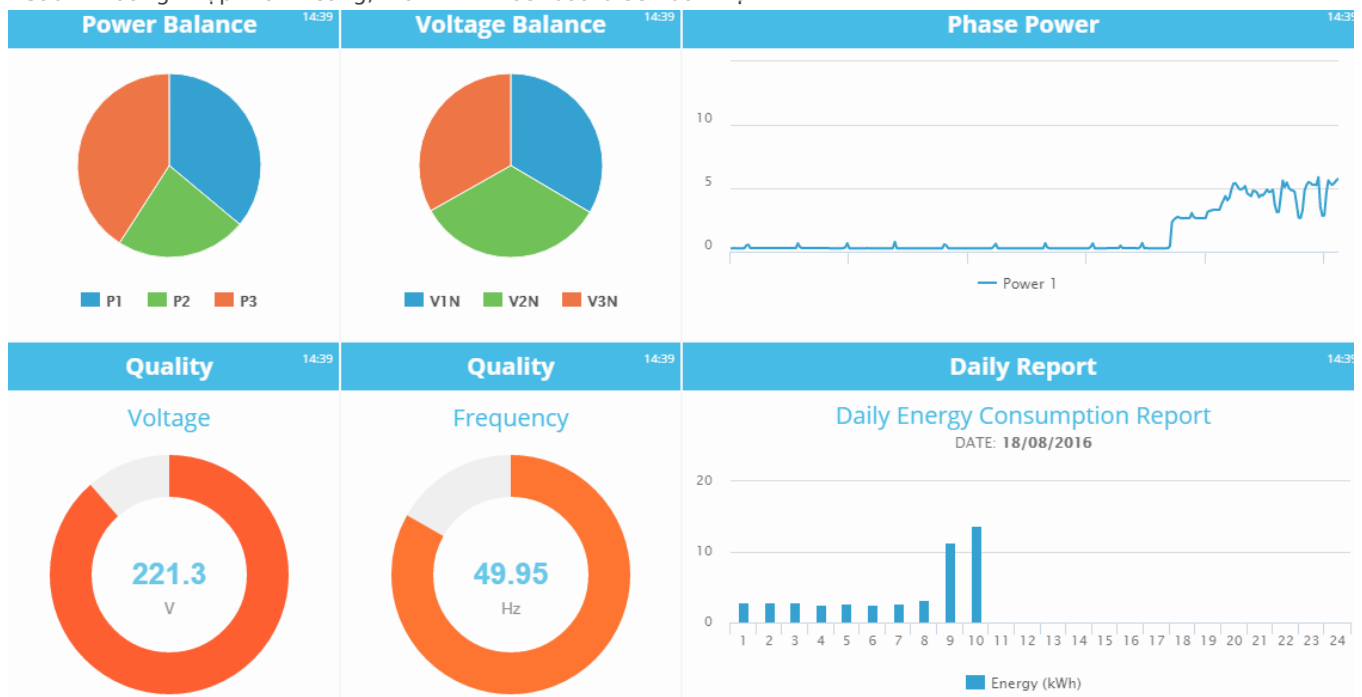 Power Balance 14:39
P1 P2 P3
Voltage Balance 14:39
V1N V2N V3N
Phase Power 14:39
10
5
0
Power 1
Quality 14:39
Voltage
221.3
V
Quality 14:39
Frequency
49.95
Hz
Daily Report 14:39
Daily Energy Consumption Report
DATE: 18/08/2016
20
10
0
1 2 3 4 5 6 7 8 9 10 11 12 13 14 15 16 17 18 19 20 21 22 23 24
Energy (kWh)